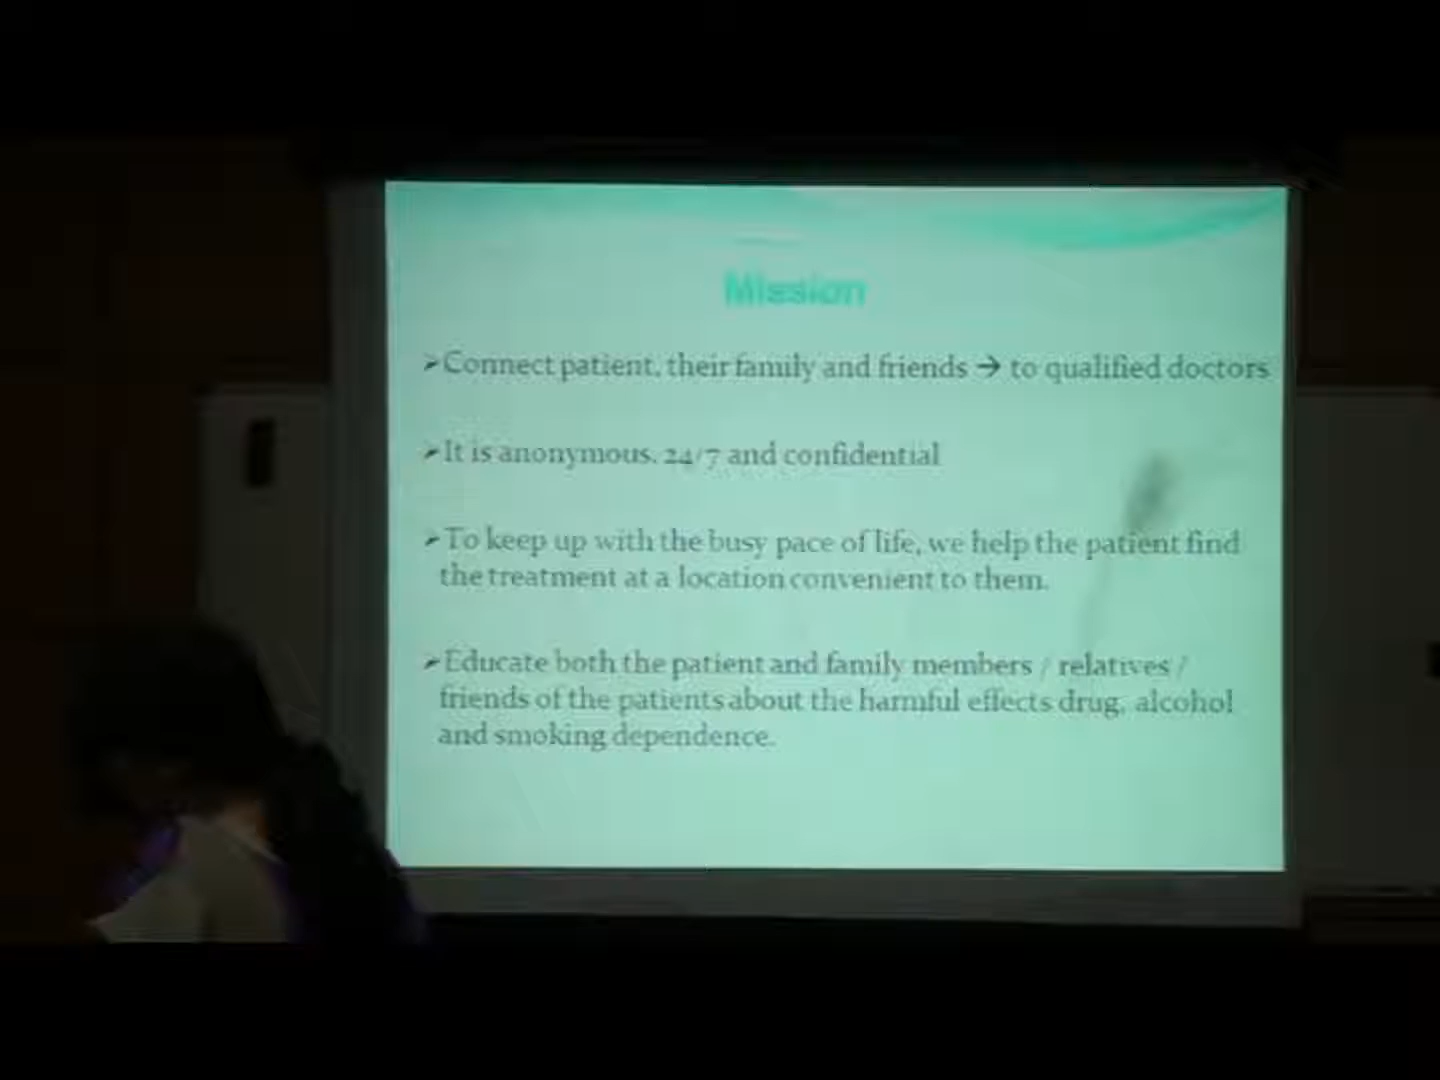 Mission
➢Connect patient, their family and friends → to qualified doctors
➢It is anonymous, 24/7 and confidential
➢To keep up with the busy pace of life, we help the patient find
the treatment at a location convenient to them.
➢Educate both the patient and family members / relatives /
friends of the patients about the harmful effects drug, alcohol
and smoking dependence.